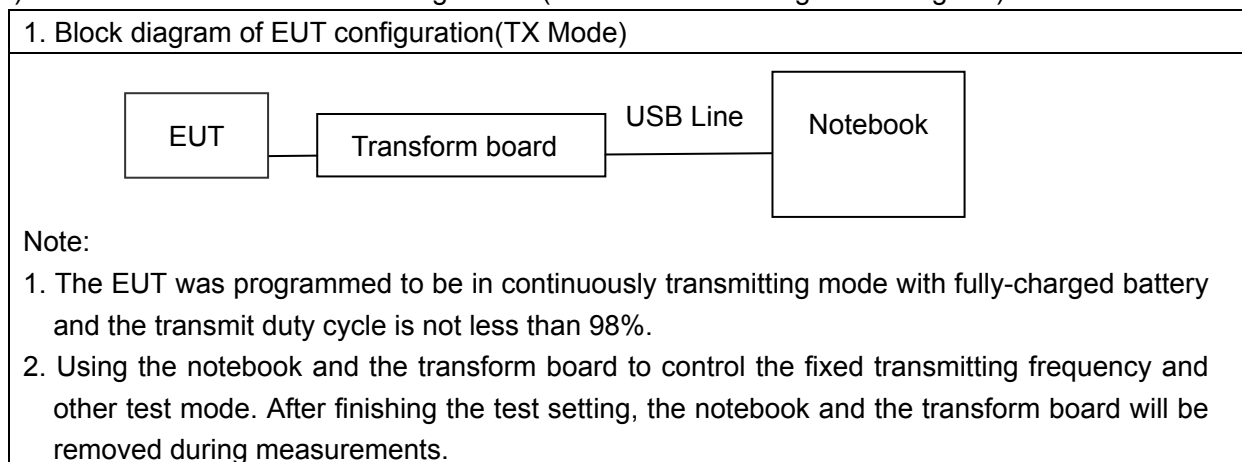 1. Block diagram of EUT configuration(TX Mode)
EUT
Transform board
USB Line
Notebook
Note:
1. The EUT was programmed to be in continuously transmitting mode with fully-charged battery
and the transmit duty cycle is not less than 98%.
2. Using the notebook and the transform board to control the fixed transmitting frequency and
other test mode. After finishing the test setting, the notebook and the transform board will be
removed during measurements.